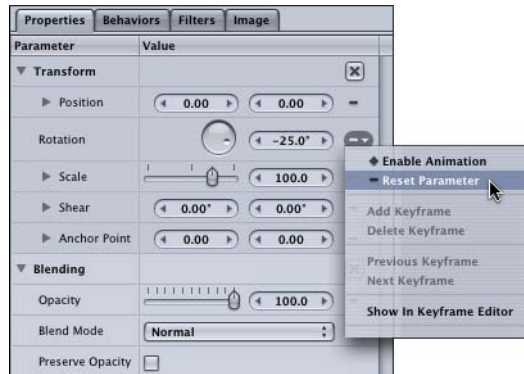 Properties Behaviors Filters Image
Parameter Value
Transform
Position 0.00 0.00
Rotation -25.0°
Enable Animation
Reset Parameter
Scale 100.0
Add Keyframe
Shear 0.00° 0.00°
Delete Keyframe
Anchor Point 0.00 0.00
Previous Keyframe
Blending
Next Keyframe
Opacity 100.0
Show In Keyframe Editor
Blend Mode Normal
Preserve Opacity